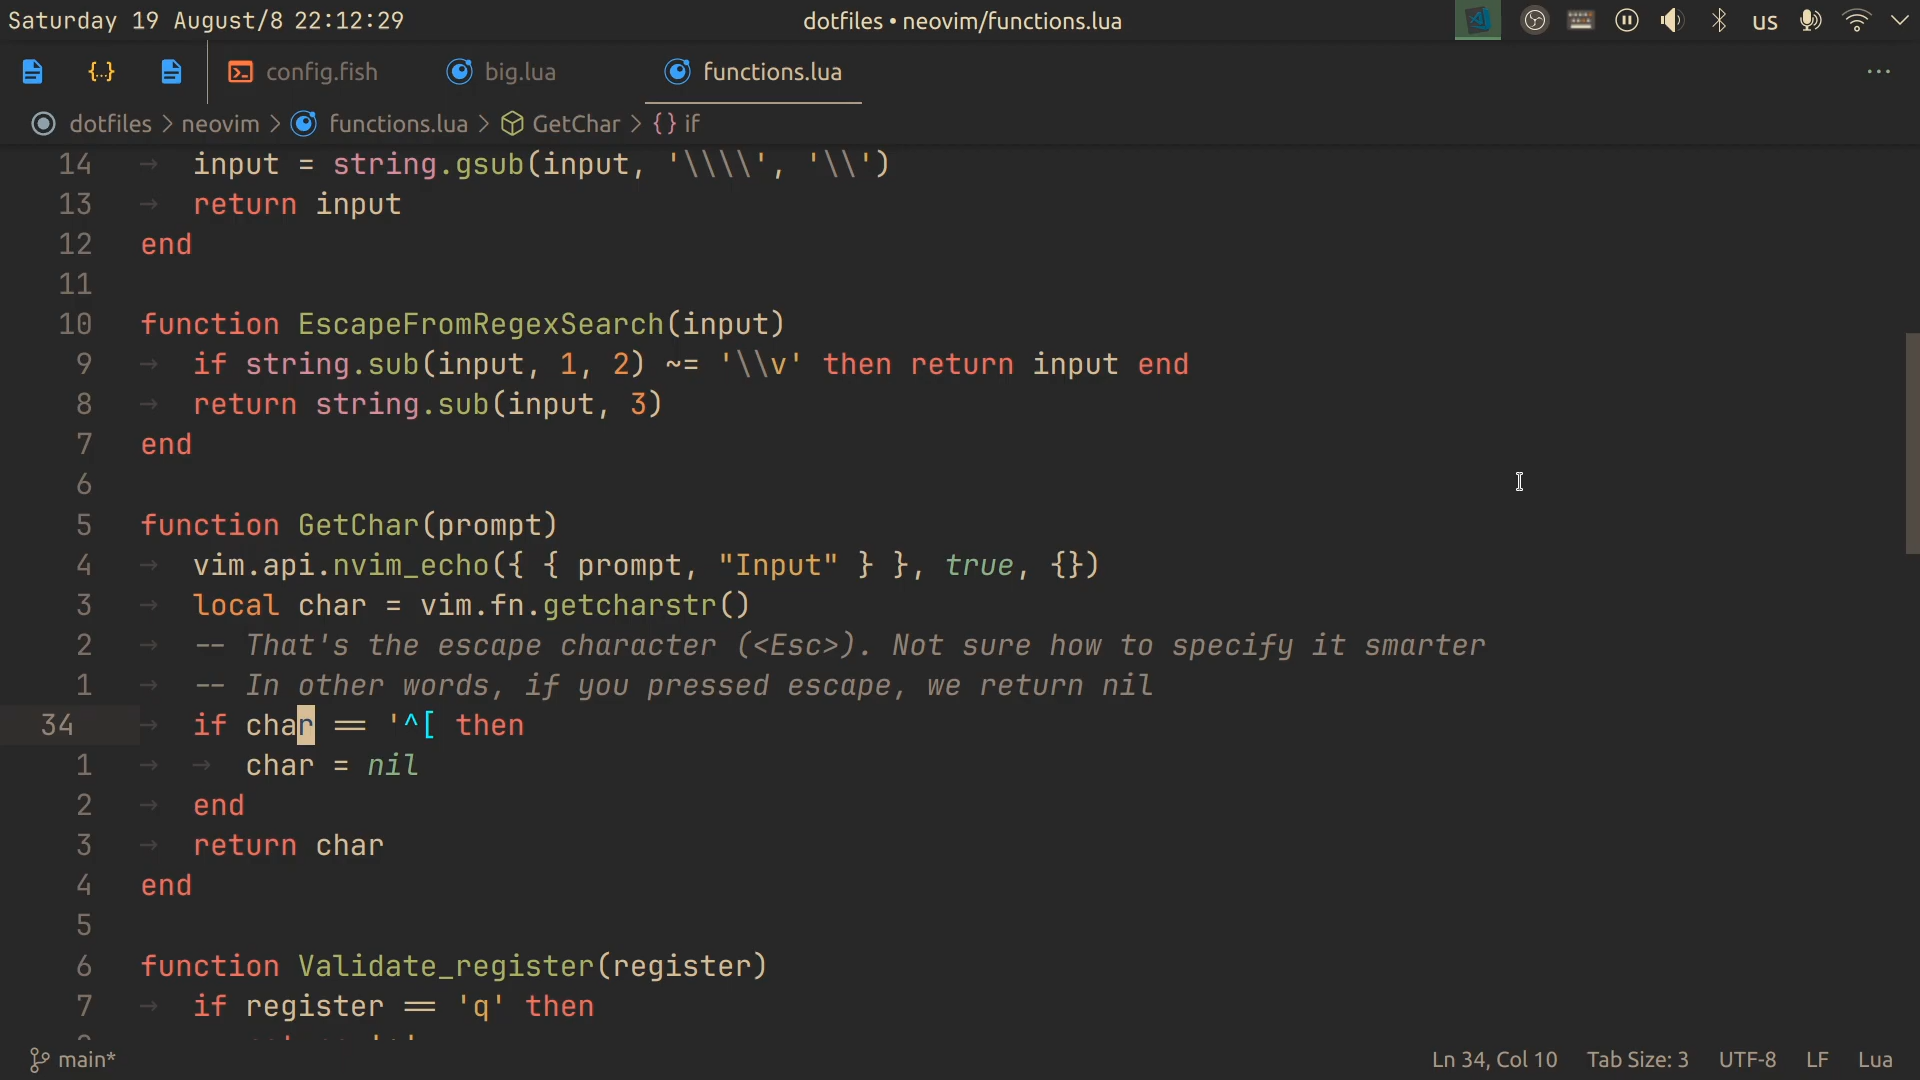 Saturday 19 August/8 22:12:29
dotfiles • neovim/functions.lua
us
{..}
config.fish
big.lua
functions.lua
...
dotfiles > neovim > functions.lua > GetChar > {} if
14 → input = string.gsub(input, '\\\\', '\\')
13 → return input
12 end
11
10 function EscapeFromRegexSearch(input)
9 → if string.sub(input, 1, 2) ~= '\\v' then return input end
8 → return string.sub(input, 3)
7 end
6
5 function GetChar(prompt)
4 → vim.api.nvim_echo({ { prompt, "Input" } }, true, {})
3 → local char = vim.fn.getcharstr()
2 → -- That's the escape character (<Esc>). Not sure how to specify it smarter
1 → -- In other words, if you pressed escape, we return nil
34 → if char == '^[ then
1 → → char = nil
2 → end
3 → return char
4 end
5
6 function Validate_register(register)
7 → if register == 'q' then
main*
Ln 34, Col 10
Tab Size: 3
UTF-8
LF
Lua